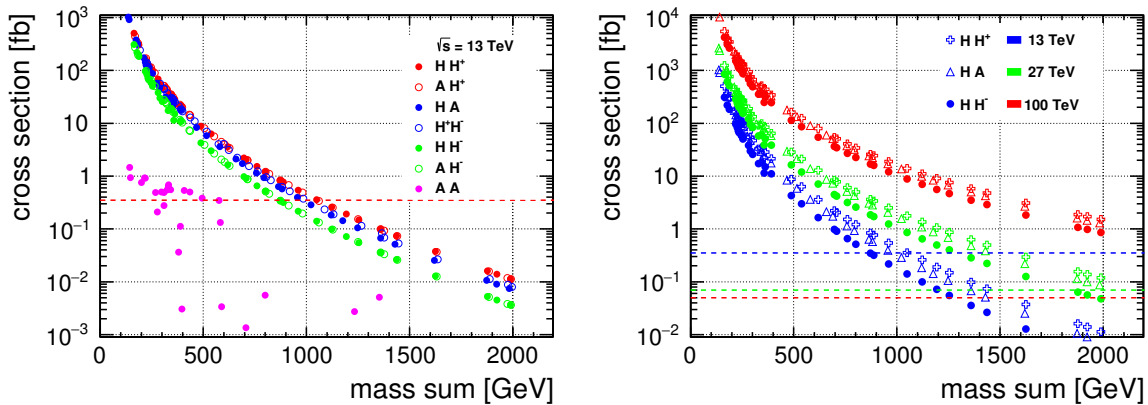 cross section [fb]
10³
10²
10
1
10⁻¹
10⁻²
10⁻³
0 500 1000 1500 2000
mass sum [GeV]
√s = 13 TeV
H H⁺
A H⁺
H A
H⁺H⁻
H H⁻
A H⁻
A A
cross section [fb]
10⁴
10³
10²
10
1
10⁻¹
10⁻²
500 1000 1500 2000
mass sum [GeV]
H H⁺ 13 TeV
H A 27 TeV
H H⁻ 100 TeV